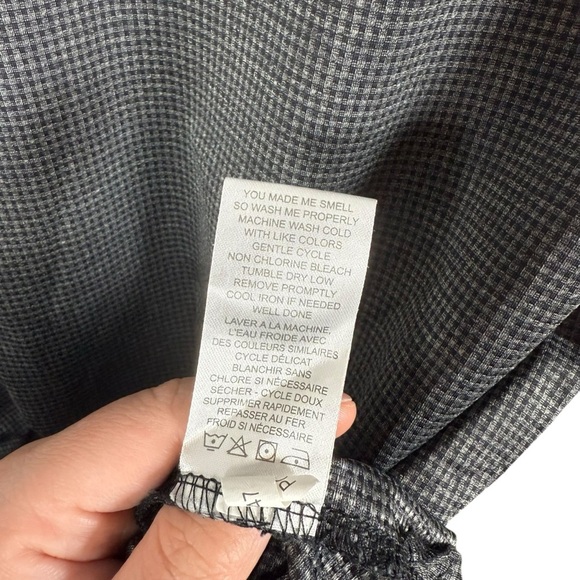 YOU MADE ME SMELL
SO WASH ME PROPERLY
MACHINE WASH COLD
WITH LIKE COLORS
GENTLE CYCLE
NON CHLORINE BLEACH
TUMBLE DRY LOW
REMOVE PROMPTLY
COOL IRON IF NEEDED
WELL DONE
LAVER A LA MACHINE,
L'EAU FROIDE AVEC
DES COULEURS SIMILAIRES
CYCLE DÉLICAT
BLANCHIR SANS
CHLORE SI NÉCESSAIRE
SÉCHER - CYCLE DOUX
SUPPRIMER RAPIDEMENT
REPASSER AU FER
FROID SI NÉCESSAIRE